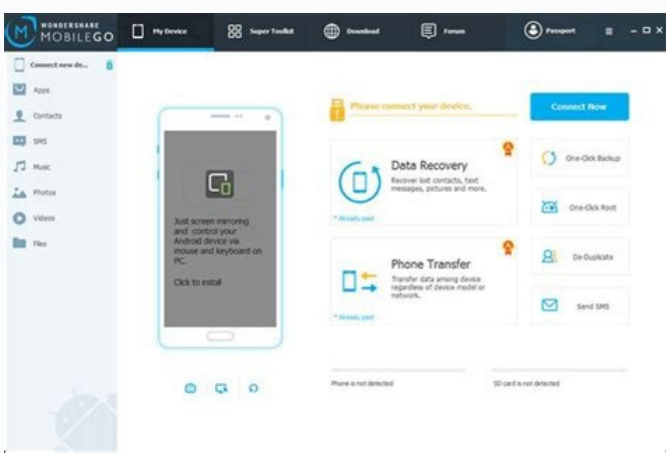 WONDERSHARE
MOBILEGO
My Device
Super Toolkit
Download
Forum
Passport
Connect new de...
Apps
Contacts
SMS
Music
Photos
Videos
Files
Please connect your device.
Connect Now
Just screen mirroring
and control your
Android device via
mouse and keyboard on
PC.
Click to install
Data Recovery
Recover lost contacts, text
messages, pictures and more.
* Already paid
Phone Transfer
Transfer data among device
regardless of device model or
network.
* Already paid
One-Click Backup
One-Click Root
De-Duplicate
Send SMS
Phone is not detected
SD card is not detected